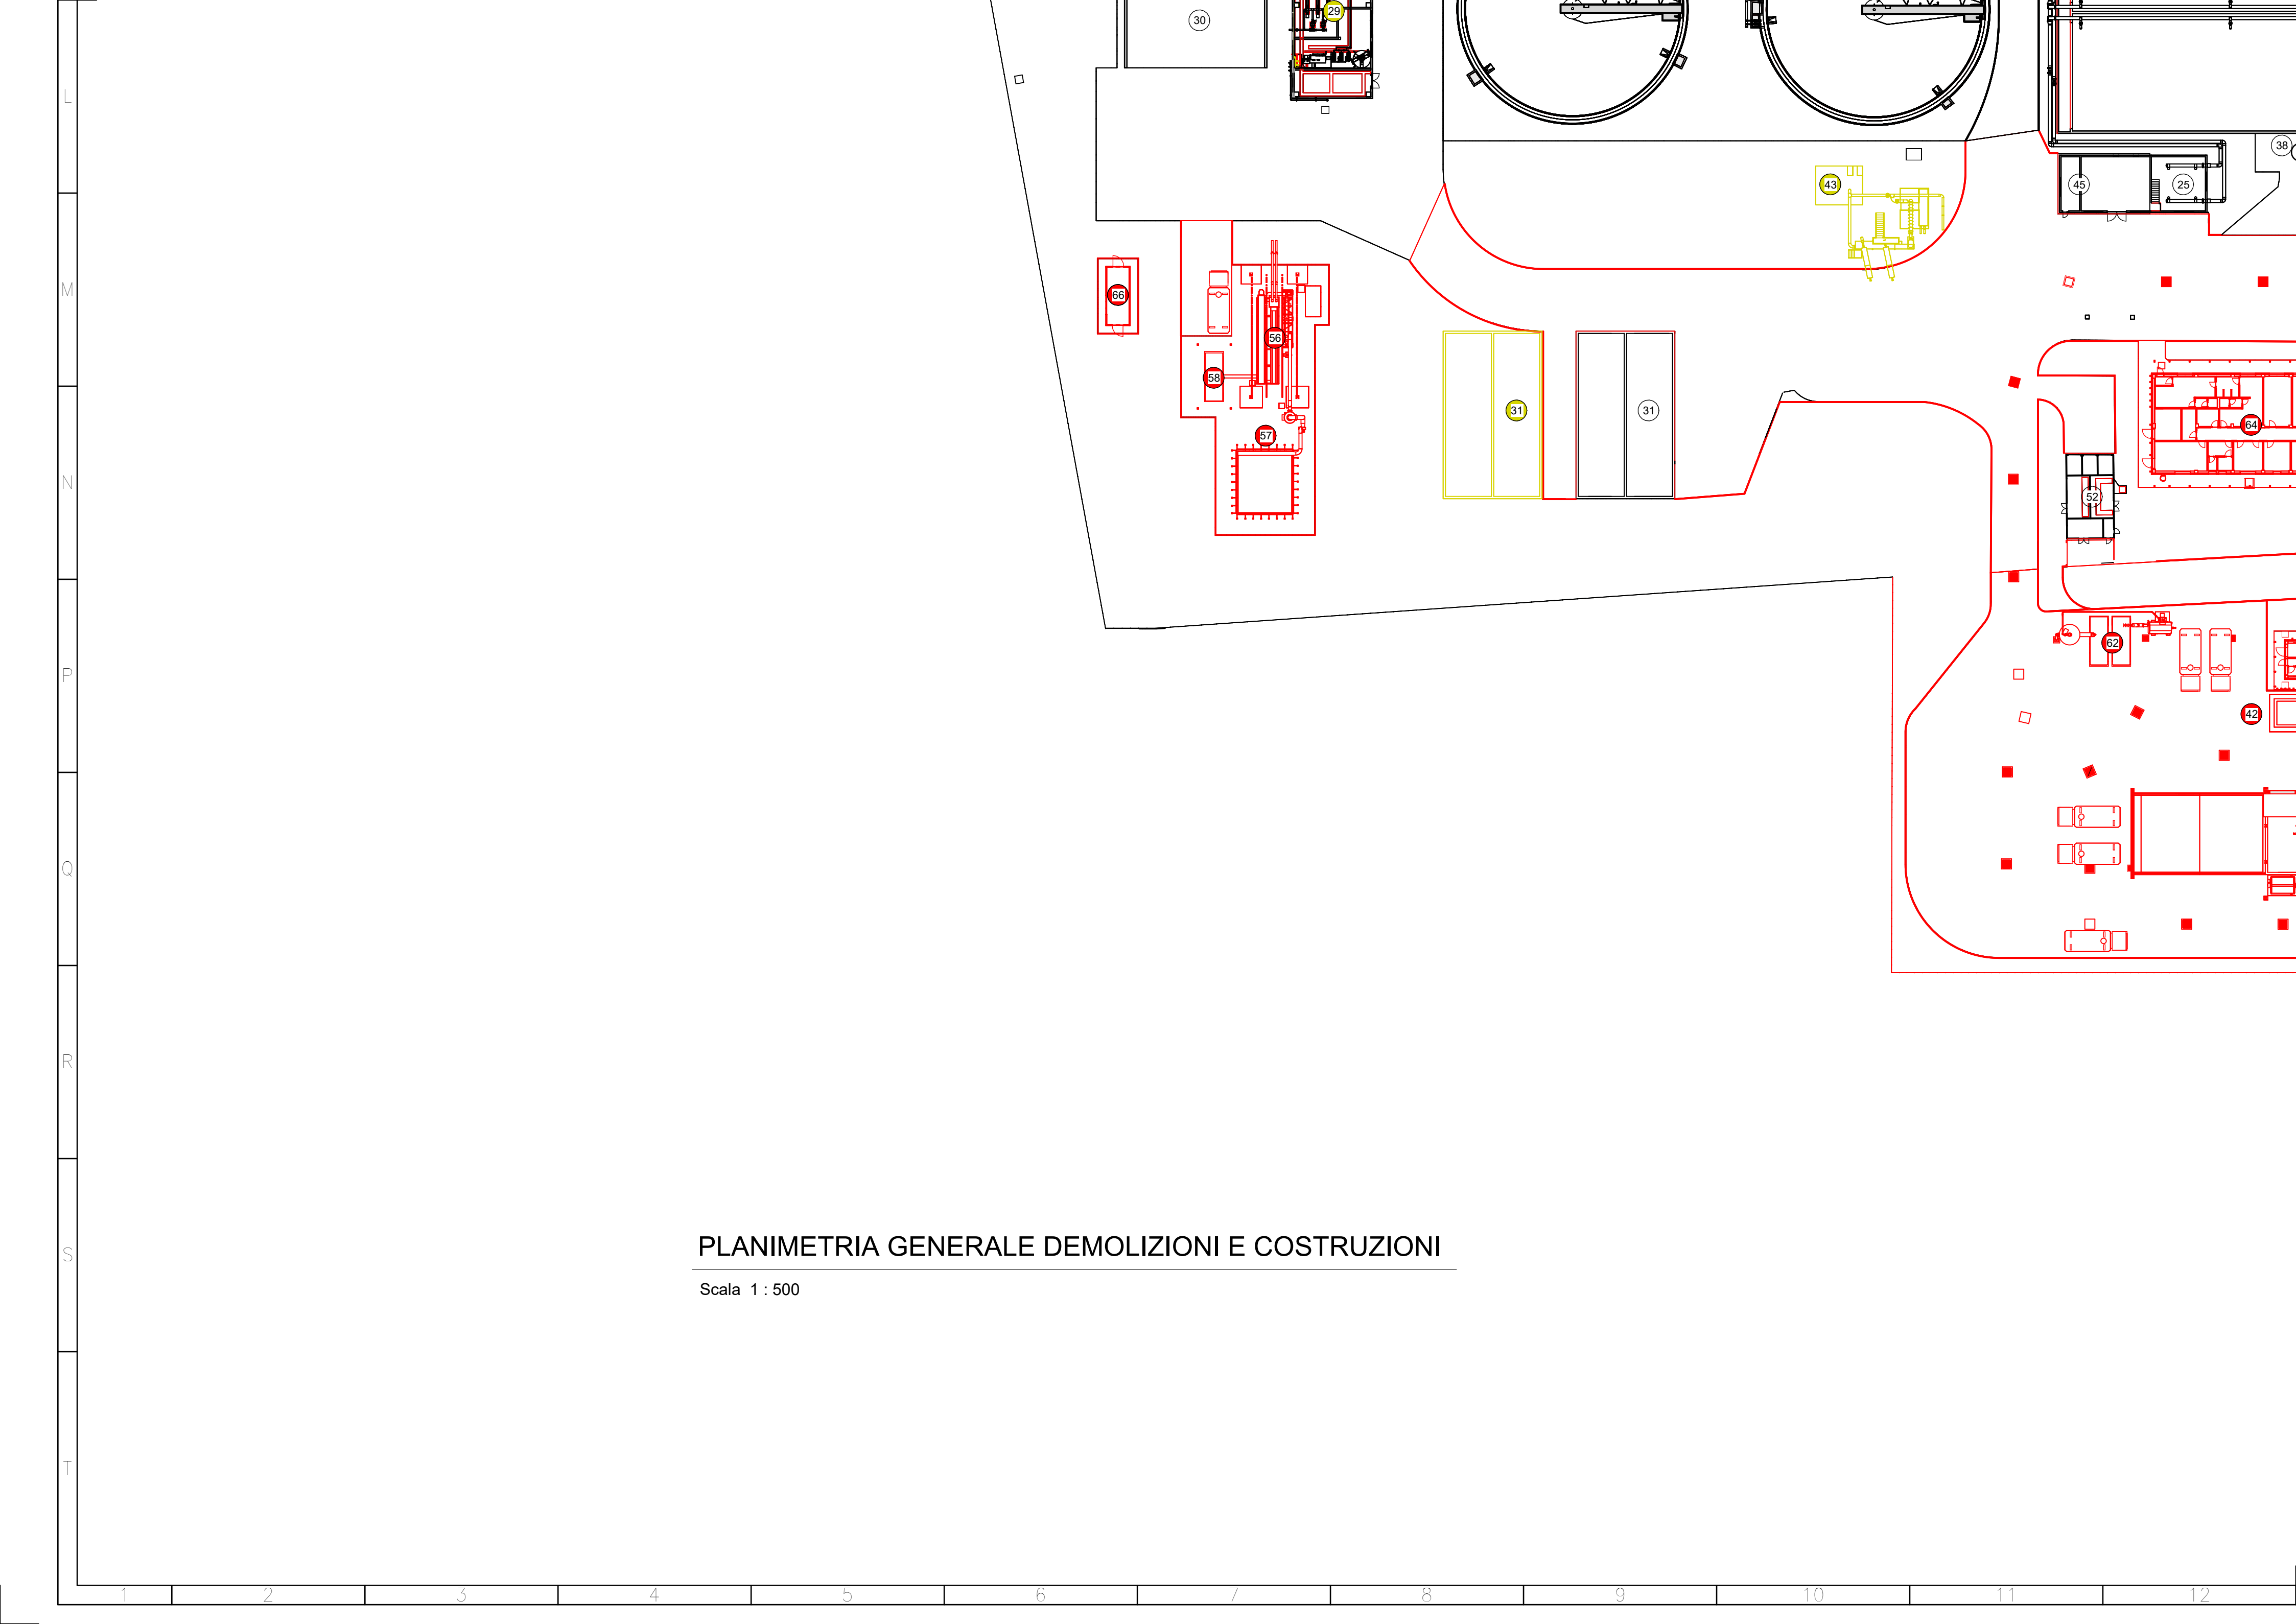 30
29
L
38
43
45
25
M
66
56
58
31
31
64
57
N
52
62
P
42
Q
R
PLANIMETRIA GENERALE DEMOLIZIONI E COSTRUZIONI
S
Scala 1 : 500
T
1 2 3 4 5 6 7 8 9 10 11 12